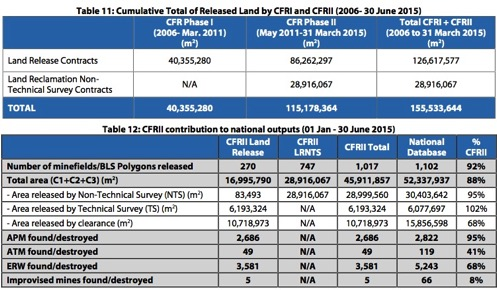 Table 11: Cumulative Total of Released Land by CFRI and CFRII (2006- 30 June 2015)
CFR Phase I CFR Phase II Total CFRI + CFRII
(2006- Mar. 2011) (May 2011-31 March 2015) (2006 to 31 March 2015)
(m²) (m²) (m²)
Land Release Contracts 40,355,280 86,262,297 126,617,577
Land Reclamation Non-
Technical Survey Contracts N/A 28,916,067 28,916,067
TOTAL 40,355,280 115,178,364 155,533,644
Table 12: CFRII contribution to national outputs (01 Jan - 30 June 2015)
CFRII Land CFRII CFRII Total National %
Release LRNTS Database CFRII
Number of minefields/BLS Polygons released 270 747 1,017 1,102 92%
Total area (C1+C2+C3) (m²) 16,995,790 28,916,067 45,911,857 52,337,937 88%
- Area released by Non-Technical Survey (NTS) (m²) 83,493 28,916,067 28,999,560 30,403,642 95%
- Area released by Technical Survey (TS) (m²) 6,193,324 N/A 6,193,324 6,077,697 102%
- Area released by clearance (m²) 10,718,973 N/A 10,718,973 15,856,598 68%
APM found/destroyed 2,686 N/A 2,686 2,822 95%
ATM found/destroyed 49 N/A 49 119 41%
ERW found/destroyed 3,581 N/A 3,581 5,243 68%
Improvised mines found/destroyed 5 N/A 5 66 8%